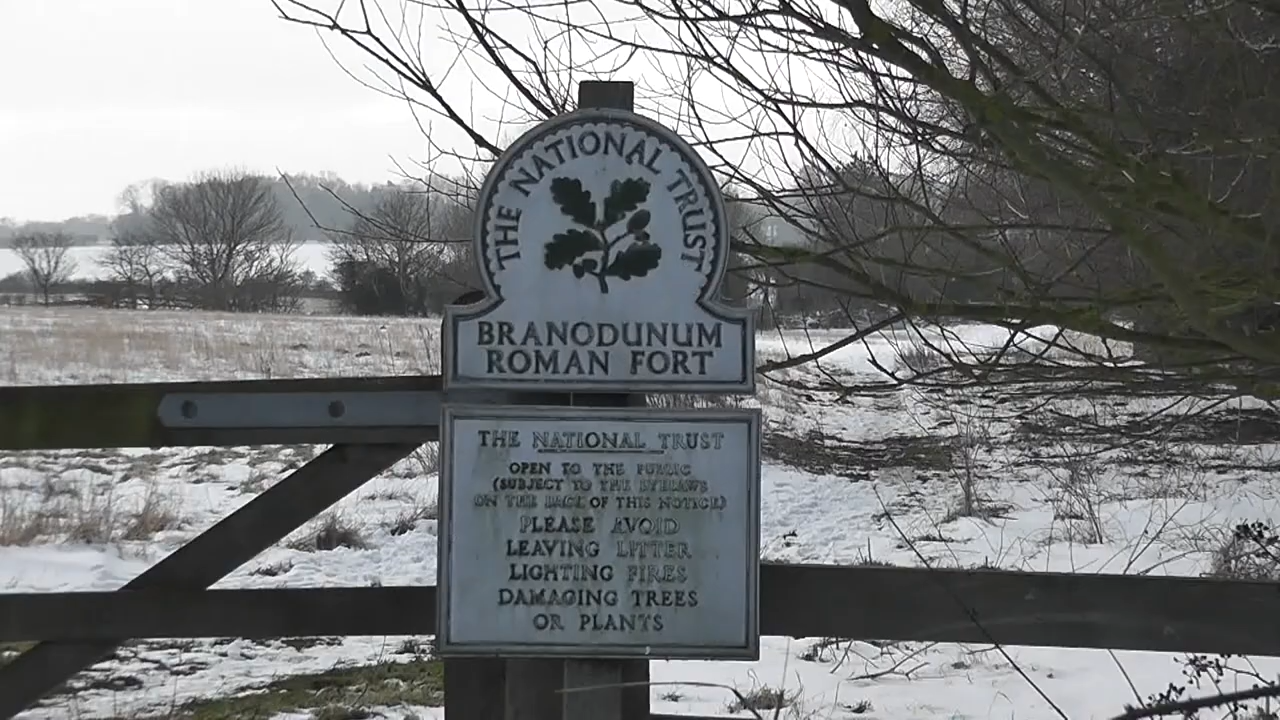 THE NATIONAL TRUST
BRANODUNUM
ROMAN FORT
THE NATIONAL TRUST
OPEN TO THE PUBLIC
(SUBJECT TO THE BYELAWS
ON THE BACK OF THIS NOTICE)
PLEASE AVOID
LEAVING LITTER
LIGHTING FIRES
DAMAGING TREES
OR PLANTS